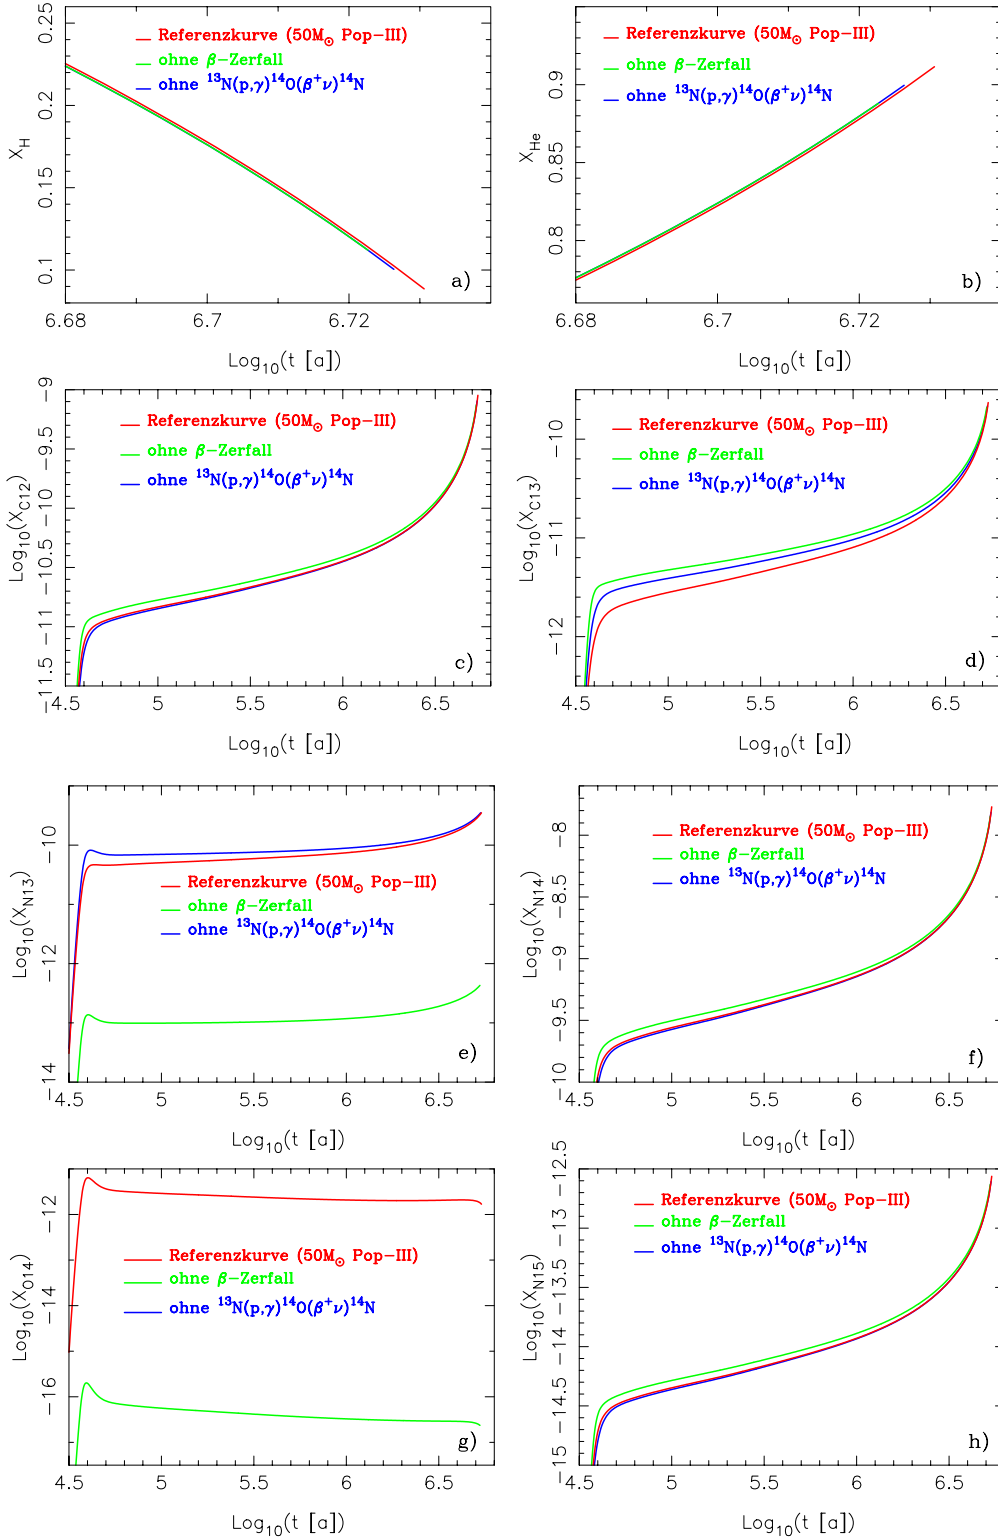 0.25
0.2
0.15
0.1
X_H
Referenzkurve (50M⊙ Pop-III)
ohne β-Zerfall
ohne ¹³N(p,γ)¹⁴O(β⁺ν)¹⁴N
a)
6.68
6.7
6.72
Log₁₀(t [a])
0.9
0.85
0.8
X_He
Referenzkurve (50M⊙ Pop-III)
ohne β-Zerfall
ohne ¹³N(p,γ)¹⁴O(β⁺ν)¹⁴N
b)
6.68
6.7
6.72
Log₁₀(t [a])
-9
-9.5
-10
-10.5
-11
-11.5
Log₁₀(X_C12)
Referenzkurve (50M⊙ Pop-III)
ohne β-Zerfall
ohne ¹³N(p,γ)¹⁴O(β⁺ν)¹⁴N
c)
4.5
5
5.5
6
6.5
Log₁₀(t [a])
-10
-11
-12
Log₁₀(X_C13)
Referenzkurve (50M⊙ Pop-III)
ohne β-Zerfall
ohne ¹³N(p,γ)¹⁴O(β⁺ν)¹⁴N
d)
4.5
5
5.5
6
6.5
Log₁₀(t [a])
-10
-12
-14
Log₁₀(X_N13)
Referenzkurve (50M⊙ Pop-III)
ohne β-Zerfall
ohne ¹³N(p,γ)¹⁴O(β⁺ν)¹⁴N
e)
4.5
5
5.5
6
6.5
Log₁₀(t [a])
-8
-8.5
-9
-9.5
-10
Log₁₀(X_N14)
Referenzkurve (50M⊙ Pop-III)
ohne β-Zerfall
ohne ¹³N(p,γ)¹⁴O(β⁺ν)¹⁴N
f)
4.5
5
5.5
6
6.5
Log₁₀(t [a])
-12
-14
-16
Log₁₀(X_O14)
Referenzkurve (50M⊙ Pop-III)
ohne β-Zerfall
ohne ¹³N(p,γ)¹⁴O(β⁺ν)¹⁴N
g)
4.5
5
5.5
6
6.5
Log₁₀(t [a])
-12.5
-13
-13.5
-14
-14.5
-15
Log₁₀(X_N15)
Referenzkurve (50M⊙ Pop-III)
ohne β-Zerfall
ohne ¹³N(p,γ)¹⁴O(β⁺ν)¹⁴N
h)
4.5
5
5.5
6
6.5
Log₁₀(t [a])